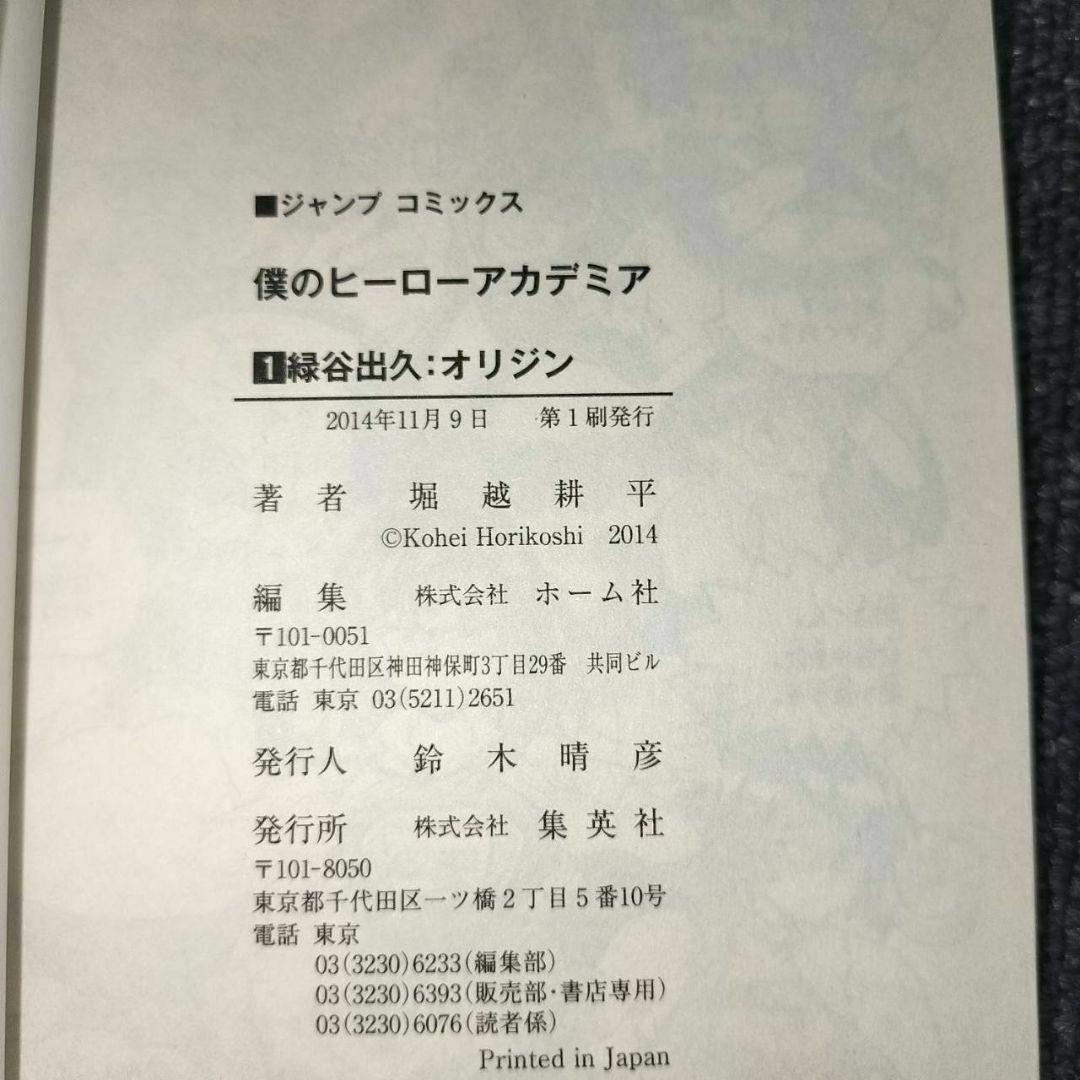 ■ジャンプ コミックス
僕のヒーローアカデミア
1緑谷出久：オリジン
2014年11月9日 第1刷発行
著者 堀越耕平
©Kohei Horikoshi 2014
編集 株式会社 ホーム社
〒101-0051
東京都千代田区神田神保町3丁目29番 共同ビル
電話 東京 03(5211)2651
発行人 鈴木晴彦
発行所 株式会社 集英社
〒101-8050
東京都千代田区一ツ橋2丁目5番10号
電話 東京
03(3230)6233(編集部)
03(3230)6393(販売部・書店専用)
03(3230)6076(読者係)
Printed in Japan